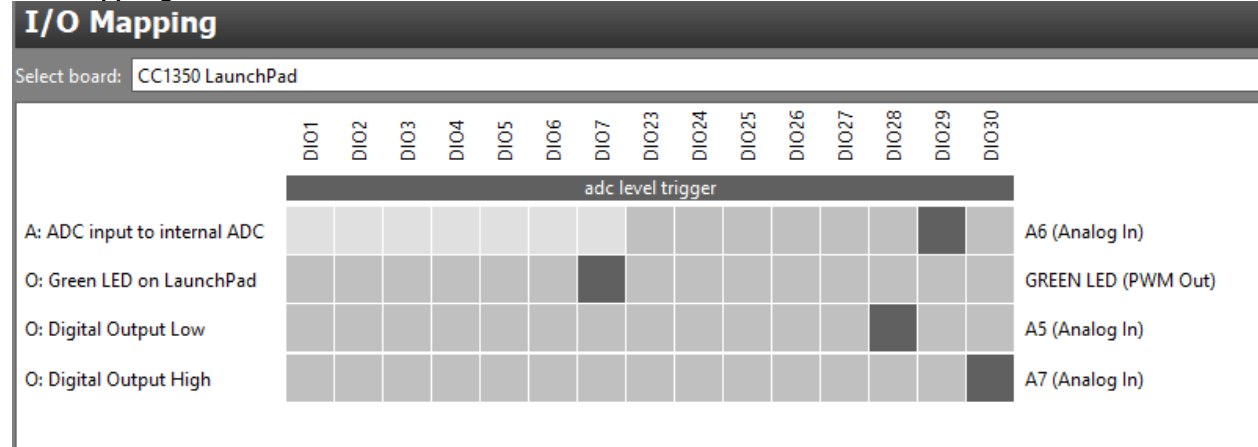 I/O Mapping
Select board: CC1350 LaunchPad
DIO1 DIO2 DIO3 DIO4 DIO5 DIO6 DIO7 DIO23 DIO24 DIO25 DIO26 DIO27 DIO28 DIO29 DIO30
adc level trigger
A: ADC input to internal ADC A6 (Analog In)
O: Green LED on LaunchPad GREEN LED (PWM Out)
O: Digital Output Low A5 (Analog In)
O: Digital Output High A7 (Analog In)